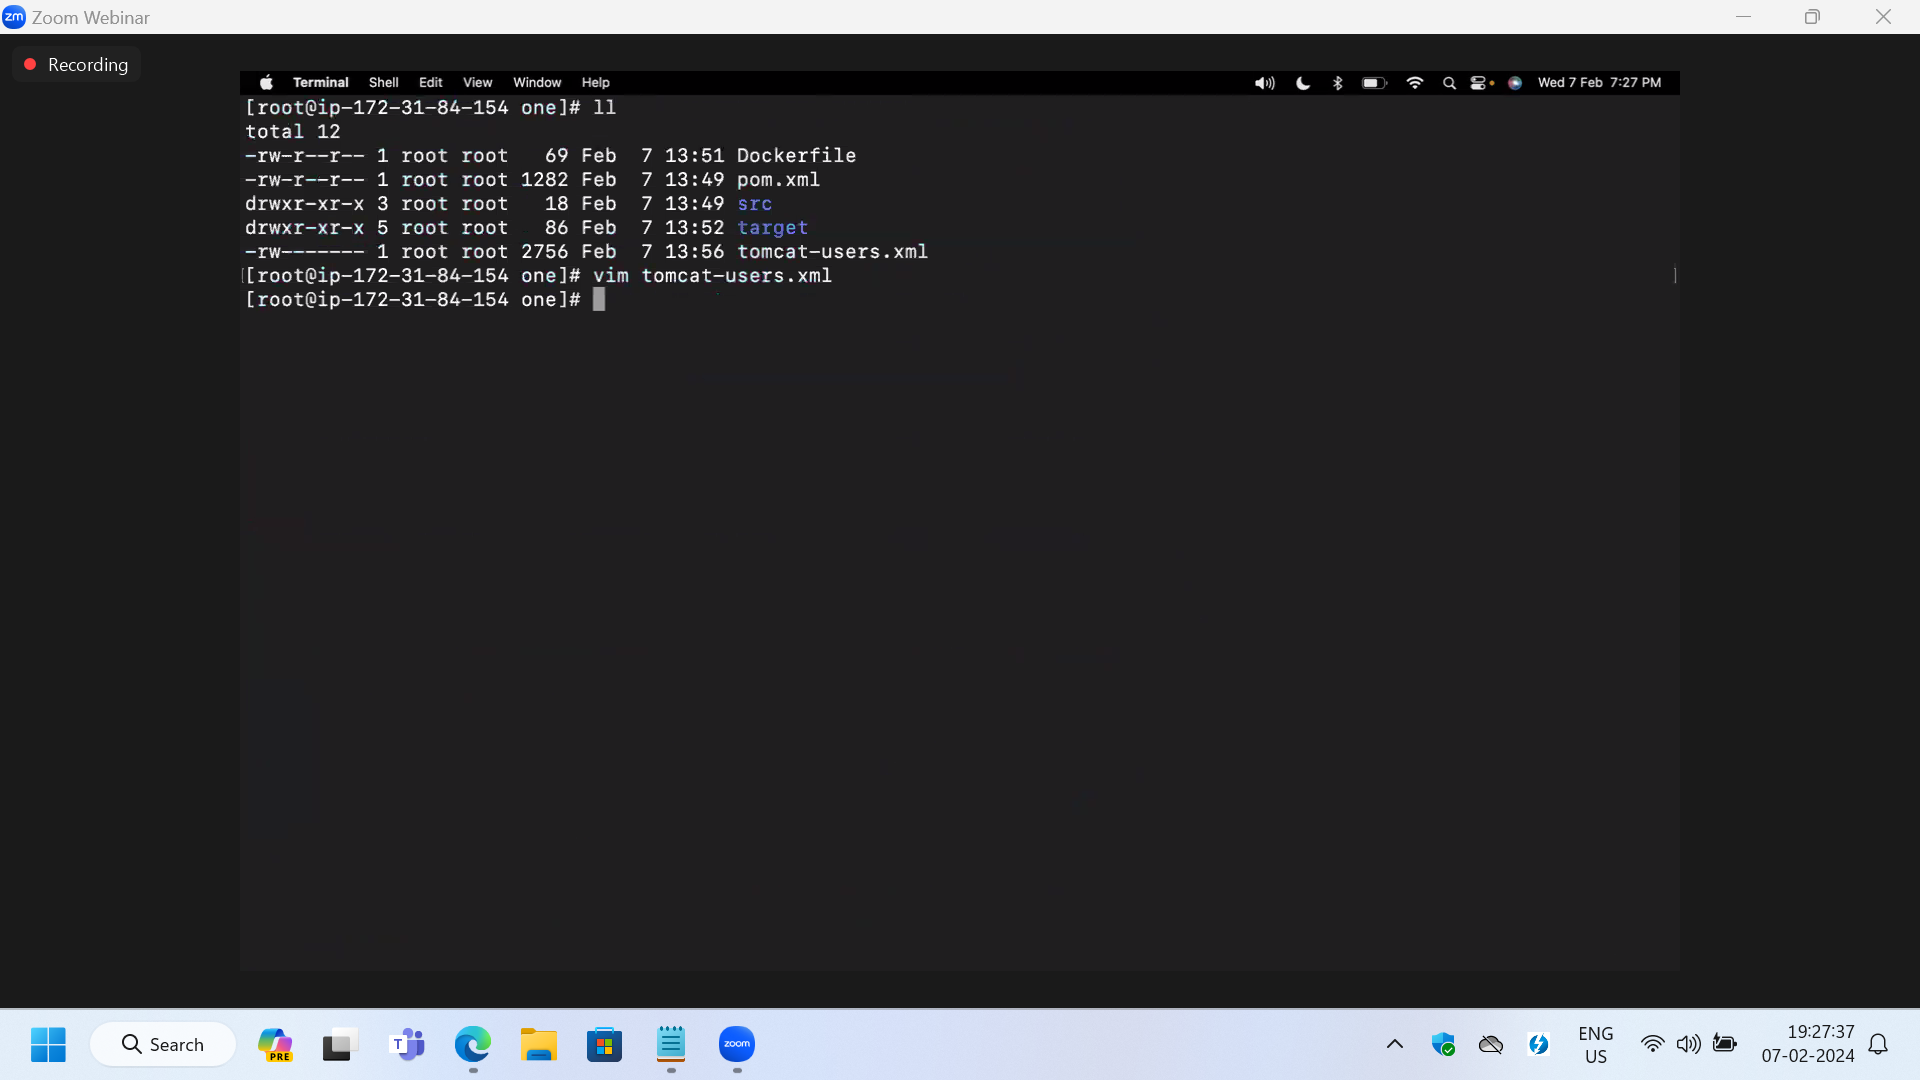 zm Zoom Webinar
Recording
Terminal Shell Edit View Window Help Wed 7 Feb 7:27 PM
[root@ip-172-31-84-154 one]# ll
total 12
-rw-r--r-- 1 root root   69 Feb  7 13:51 Dockerfile
-rw-r--r-- 1 root root 1282 Feb  7 13:49 pom.xml
drwxr-xr-x 3 root root   18 Feb  7 13:49 src
drwxr-xr-x 5 root root   86 Feb  7 13:52 target
-rw------- 1 root root 2756 Feb  7 13:56 tomcat-users.xml
[[root@ip-172-31-84-154 one]# vim tomcat-users.xml ]
[root@ip-172-31-84-154 one]#
Search PRE T zoom ENG 19:27:37
US 07-02-2024